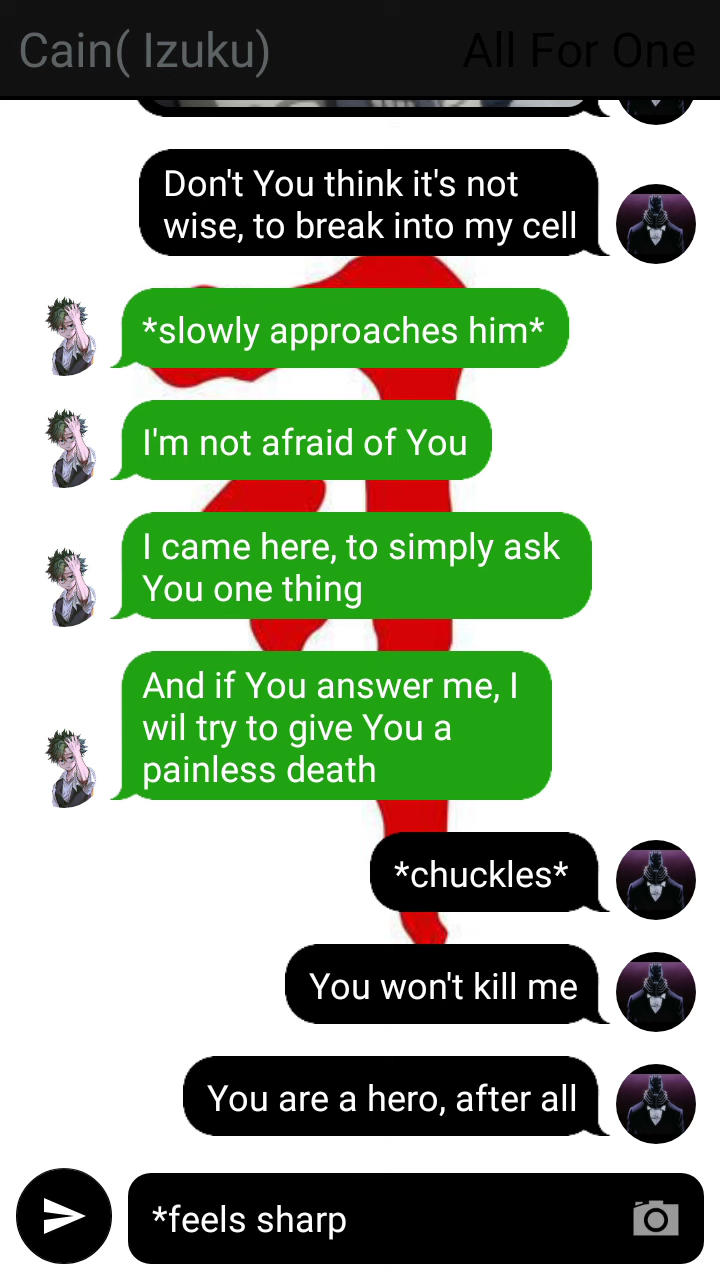 Cain( Izuku)
All For One
Don't You think it's not
wise, to break into my cell
*slowly approaches him*
I'm not afraid of You
I came here, to simply ask
You one thing
And if You answer me, I
wil try to give You a
painless death
*chuckles*
You won't kill me
You are a hero, after all
*feels sharp